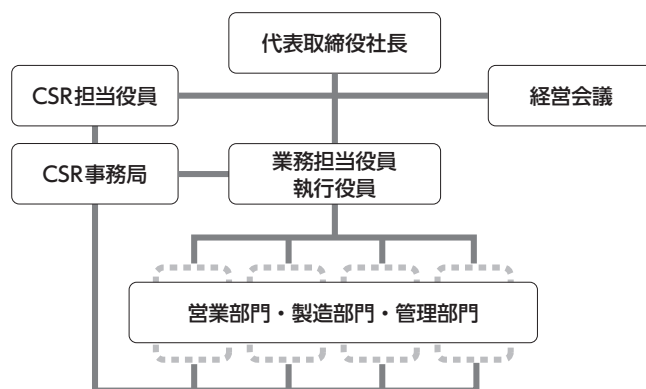 代表取締役社長
CSR担当役員
経営会議
CSR事務局
業務担当役員
執行役員
営業部門・製造部門・管理部門